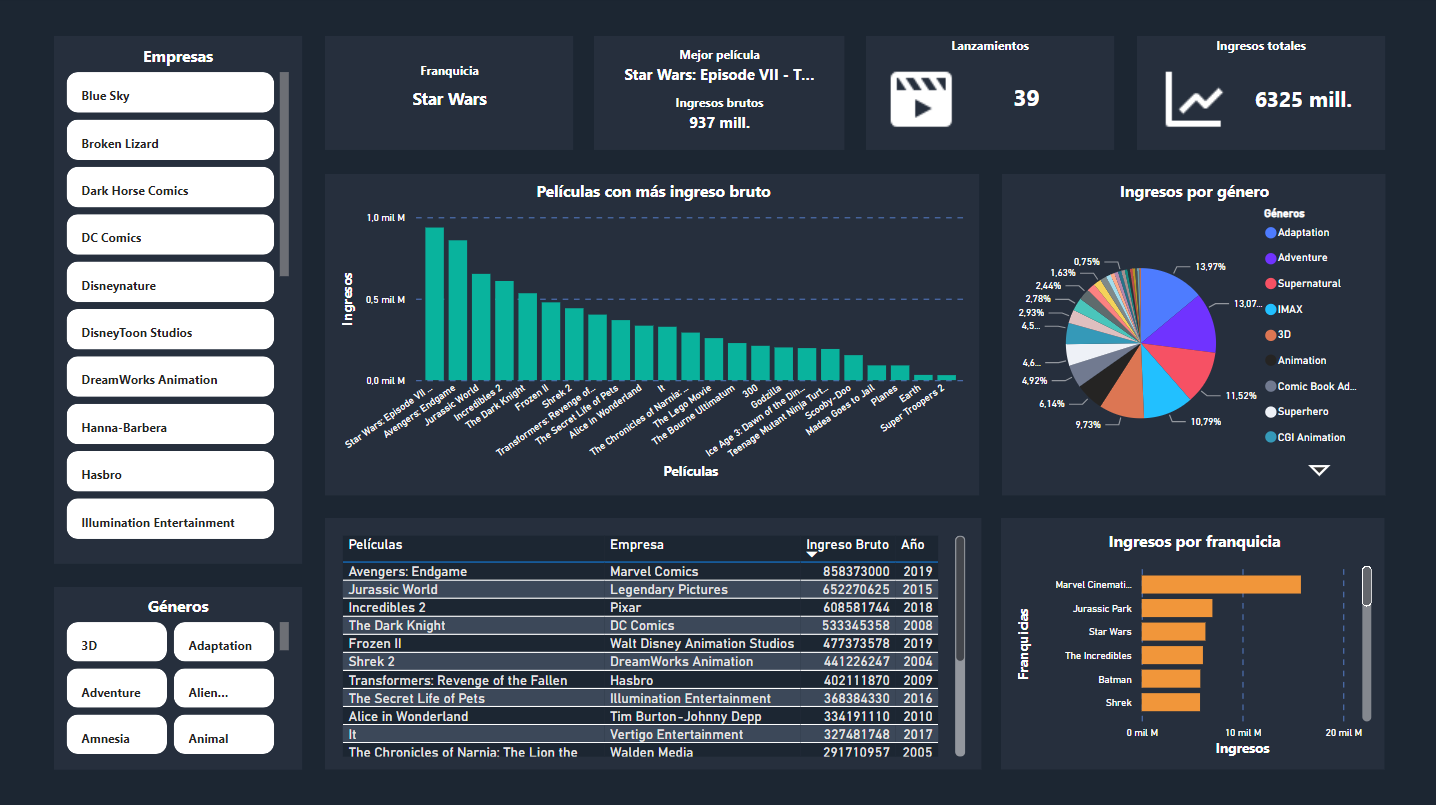 Empresas
Blue Sky
Broken Lizard
Dark Horse Comics
DC Comics
Disneynature
DisneyToon Studios
DreamWorks Animation
Hanna-Barbera
Hasbro
Illumination Entertainment
Géneros
3D
Adaptation
Adventure
Alien...
Amnesia
Animal
Franquicia
Star Wars
Mejor película
Star Wars: Episode VII - T...
Ingresos brutos
937 mill.
Lanzamientos
39
Ingresos totales
6325 mill.
Películas con más ingreso bruto
Ingresos
1,0 mil M
0,5 mil M
0,0 mil M
Star Wars: Episode VII...
Avengers: Endgame
Jurassic World
Incredibles 2
The Dark Knight
Frozen II
Shrek 2
Transformers: Revenge of...
The Secret Life of Pets
Alice in Wonderland
It
The Chronicles of Narnia:...
The Lego Movie
The Bourne Ultimatum
300
Godzilla
Ice Age 3: Dawn of the Din...
Teenage Mutant Ninja Turt...
Scooby-Doo
Madea Goes to Jail
Planes
Earth
Super Troopers 2
Películas
Ingresos por género
13,97%
13,07...
11,52%
10,79%
9,73%
6,14%
4,92%
4,6...
4,5...
2,93%
2,78%
2,44%
1,63%
0,75%
Géneros
Adaptation
Adventure
Supernatural
IMAX
3D
Animation
Comic Book Ad...
Superhero
CGI Animation
Películas Empresa Ingreso Bruto Año
Avengers: Endgame Marvel Comics 858373000 2019
Jurassic World Legendary Pictures 652270625 2015
Incredibles 2 Pixar 608581744 2018
The Dark Knight DC Comics 533345358 2008
Frozen II Walt Disney Animation Studios 477373578 2019
Shrek 2 DreamWorks Animation 441226247 2004
Transformers: Revenge of the Fallen Hasbro 402111870 2009
The Secret Life of Pets Illumination Entertainment 368384330 2016
Alice in Wonderland Tim Burton-Johnny Depp 334191110 2010
It Vertigo Entertainment 327481748 2017
The Chronicles of Narnia: The Lion the Walden Media 291710957 2005
Ingresos por franquicia
Franquidas
Marvel Cinemati...
Jurassic Park
Star Wars
The Incredibles
Batman
Shrek
0 mil M
10 mil M
20 mil M
Ingresos